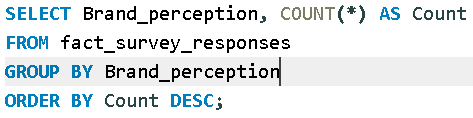 SELECT Brand_perception, COUNT(*) AS Count
FROM fact_survey_responses
GROUP BY Brand_perception
ORDER BY Count DESC;